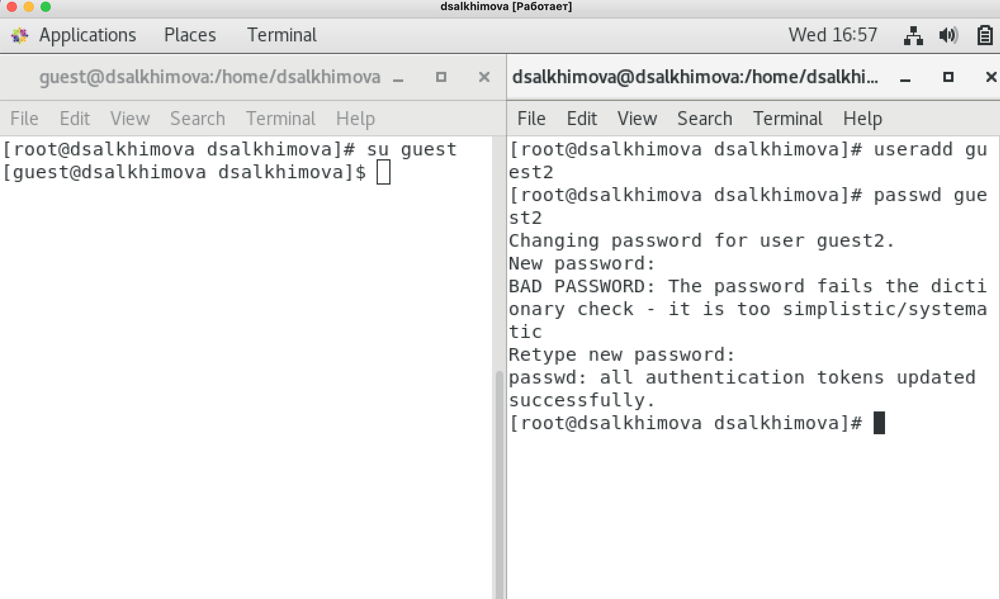 dsalkhimova [Работает]
Applications Places Terminal Wed 16:57
guest@dsalkhimova:/home/dsalkhimova
File Edit View Search Terminal Help
[root@dsalkhimova dsalkhimova]# su guest
[guest@dsalkhimova dsalkhimova]$
dsalkhimova@dsalkhimova:/home/dsalkhi...
File Edit View Search Terminal Help
[root@dsalkhimova dsalkhimova]# useradd gu
est2
[root@dsalkhimova dsalkhimova]# passwd gue
st2
Changing password for user guest2.
New password:
BAD PASSWORD: The password fails the dicti
onary check - it is too simplistic/systema
tic
Retype new password:
passwd: all authentication tokens updated
successfully.
[root@dsalkhimova dsalkhimova]#